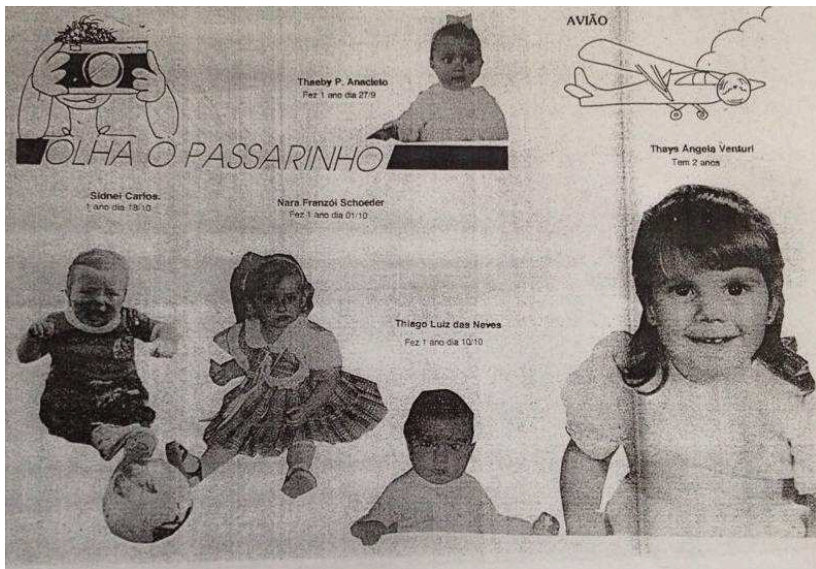 AVIÃO
Thaeby P. Anacleto
Fez 1 ano dia 27/9
OLHA O PASSARINHO
Thays Angela Venturi
Tem 2 anos
Sidnei Carlos.
1 ano dia 18/10
Nara Franzói Schoeder
Fez 1 ano dia 01/10
Thiago Luiz das Neves
Fez 1 ano dia 10/10